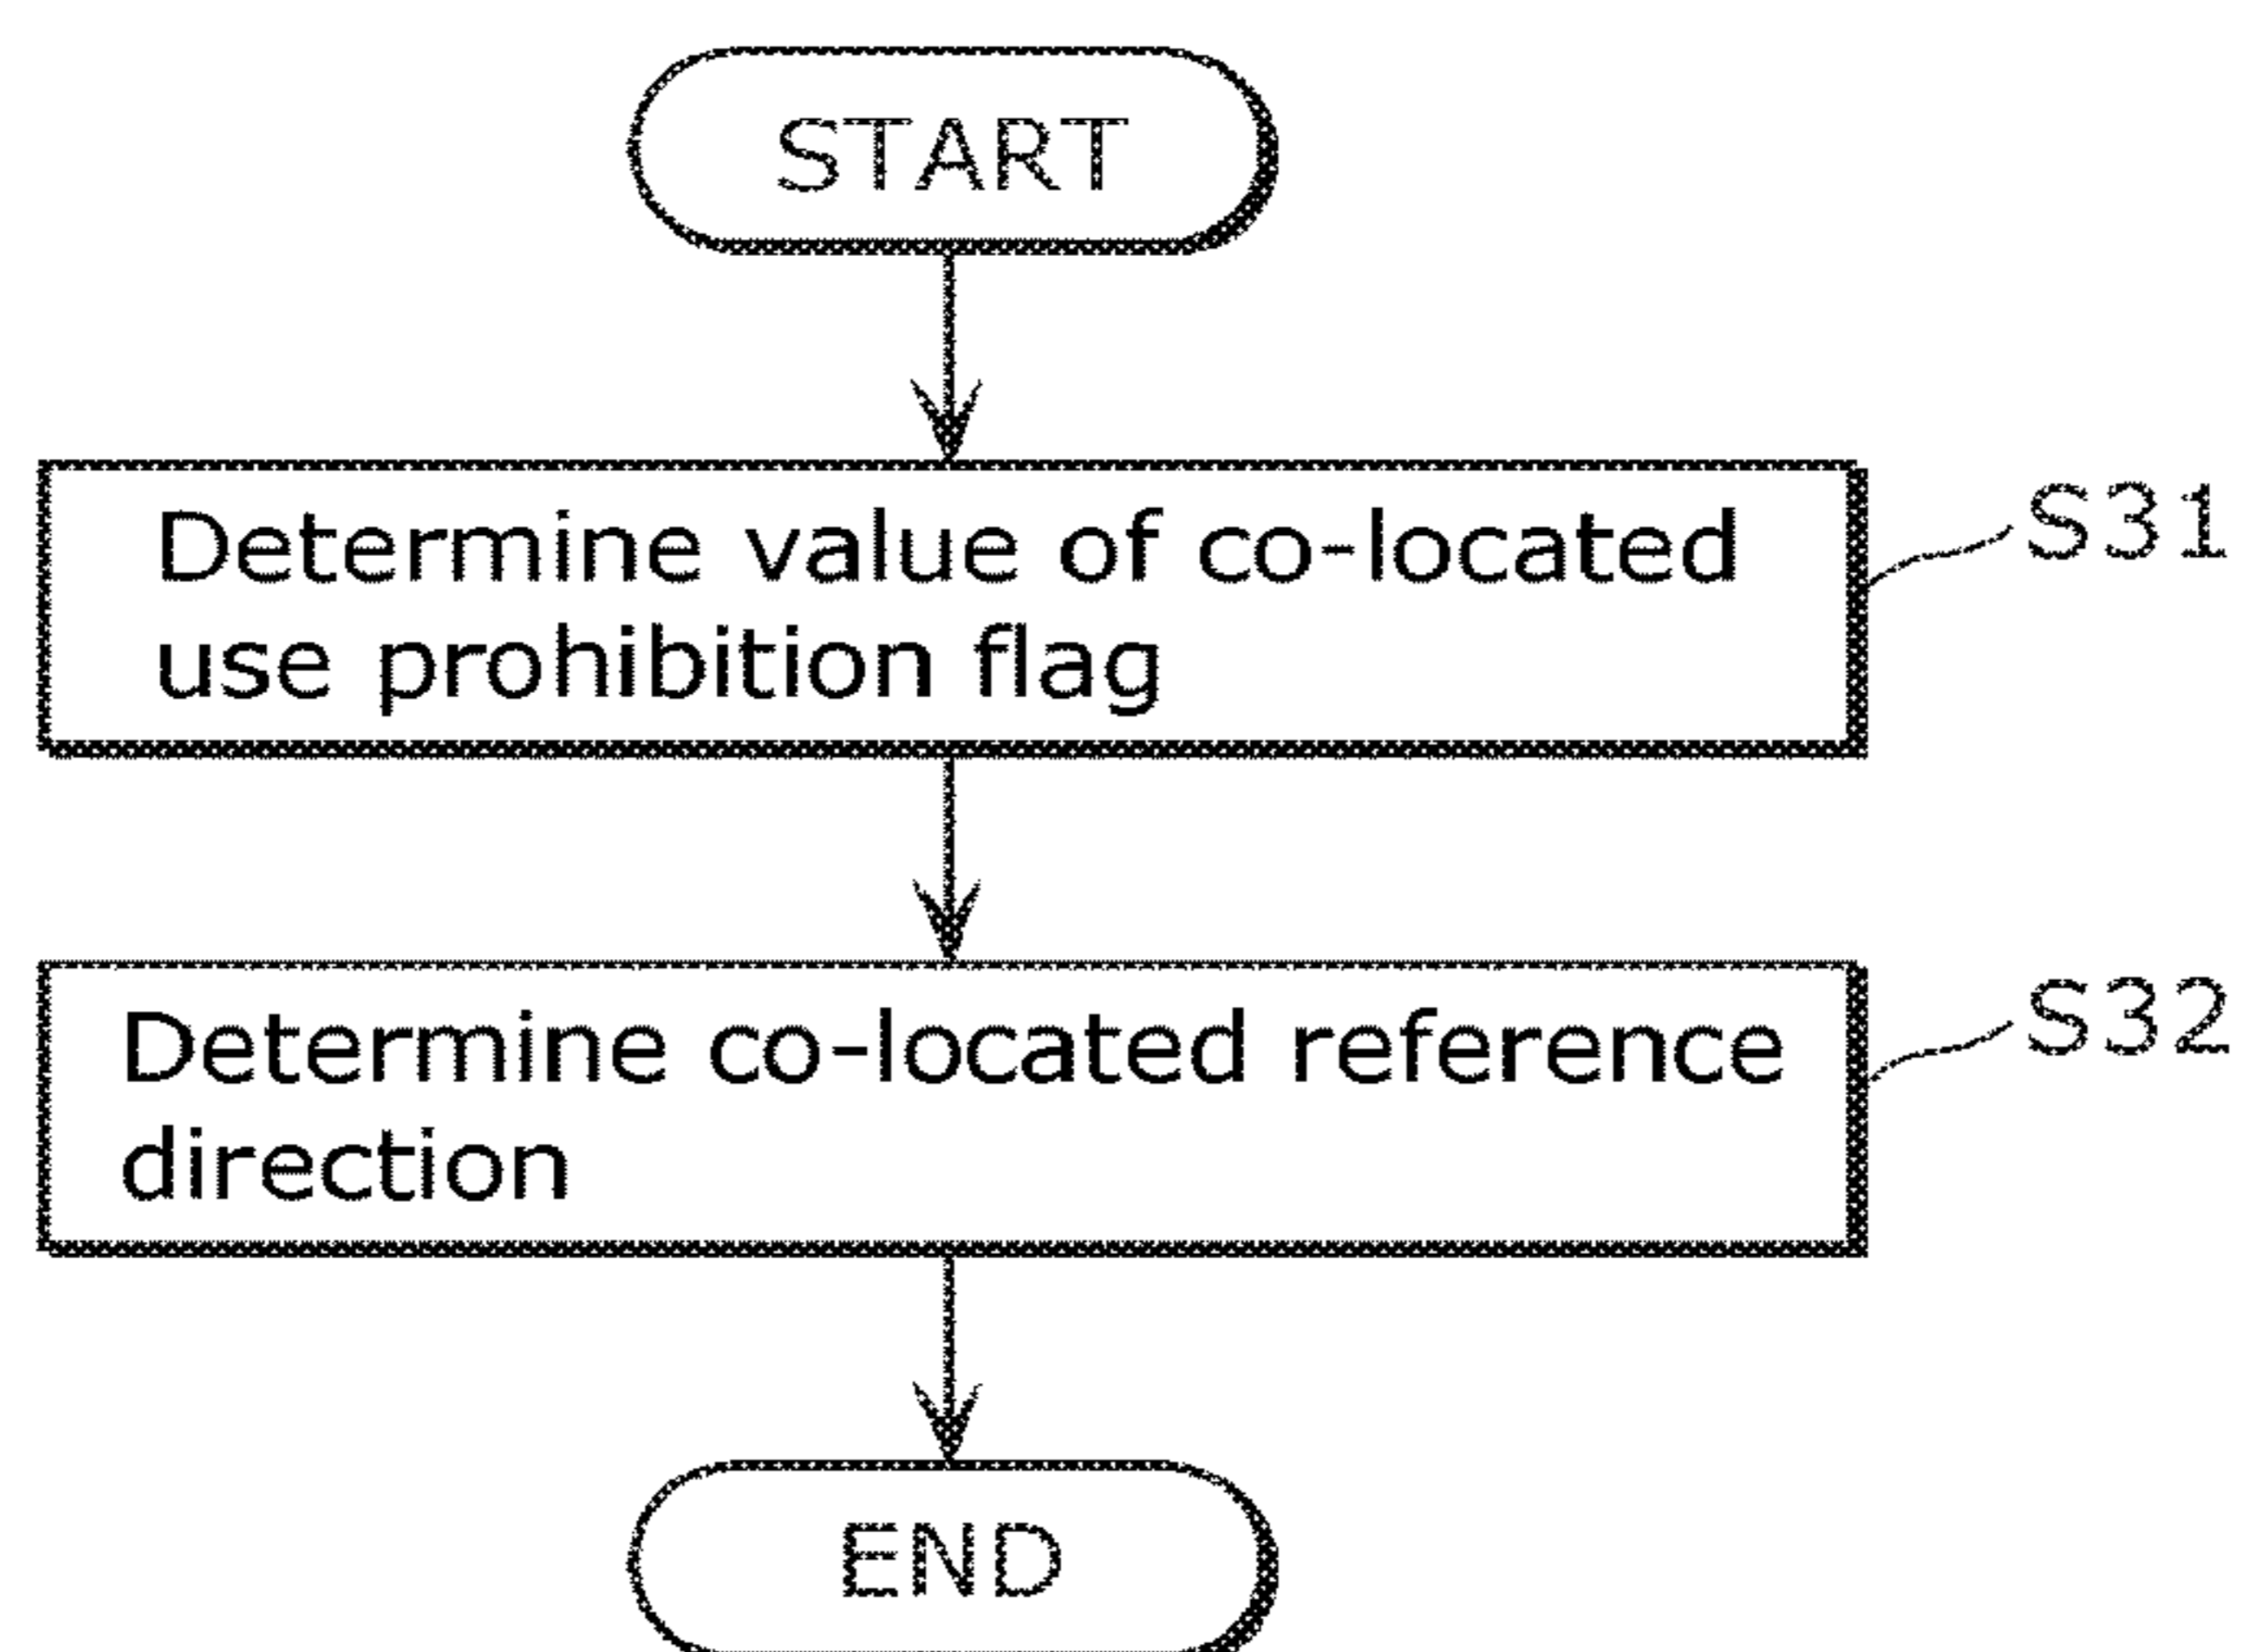 START
Determine value of co-located
use prohibition flag
S31
Determine co-located reference
direction
S32
END